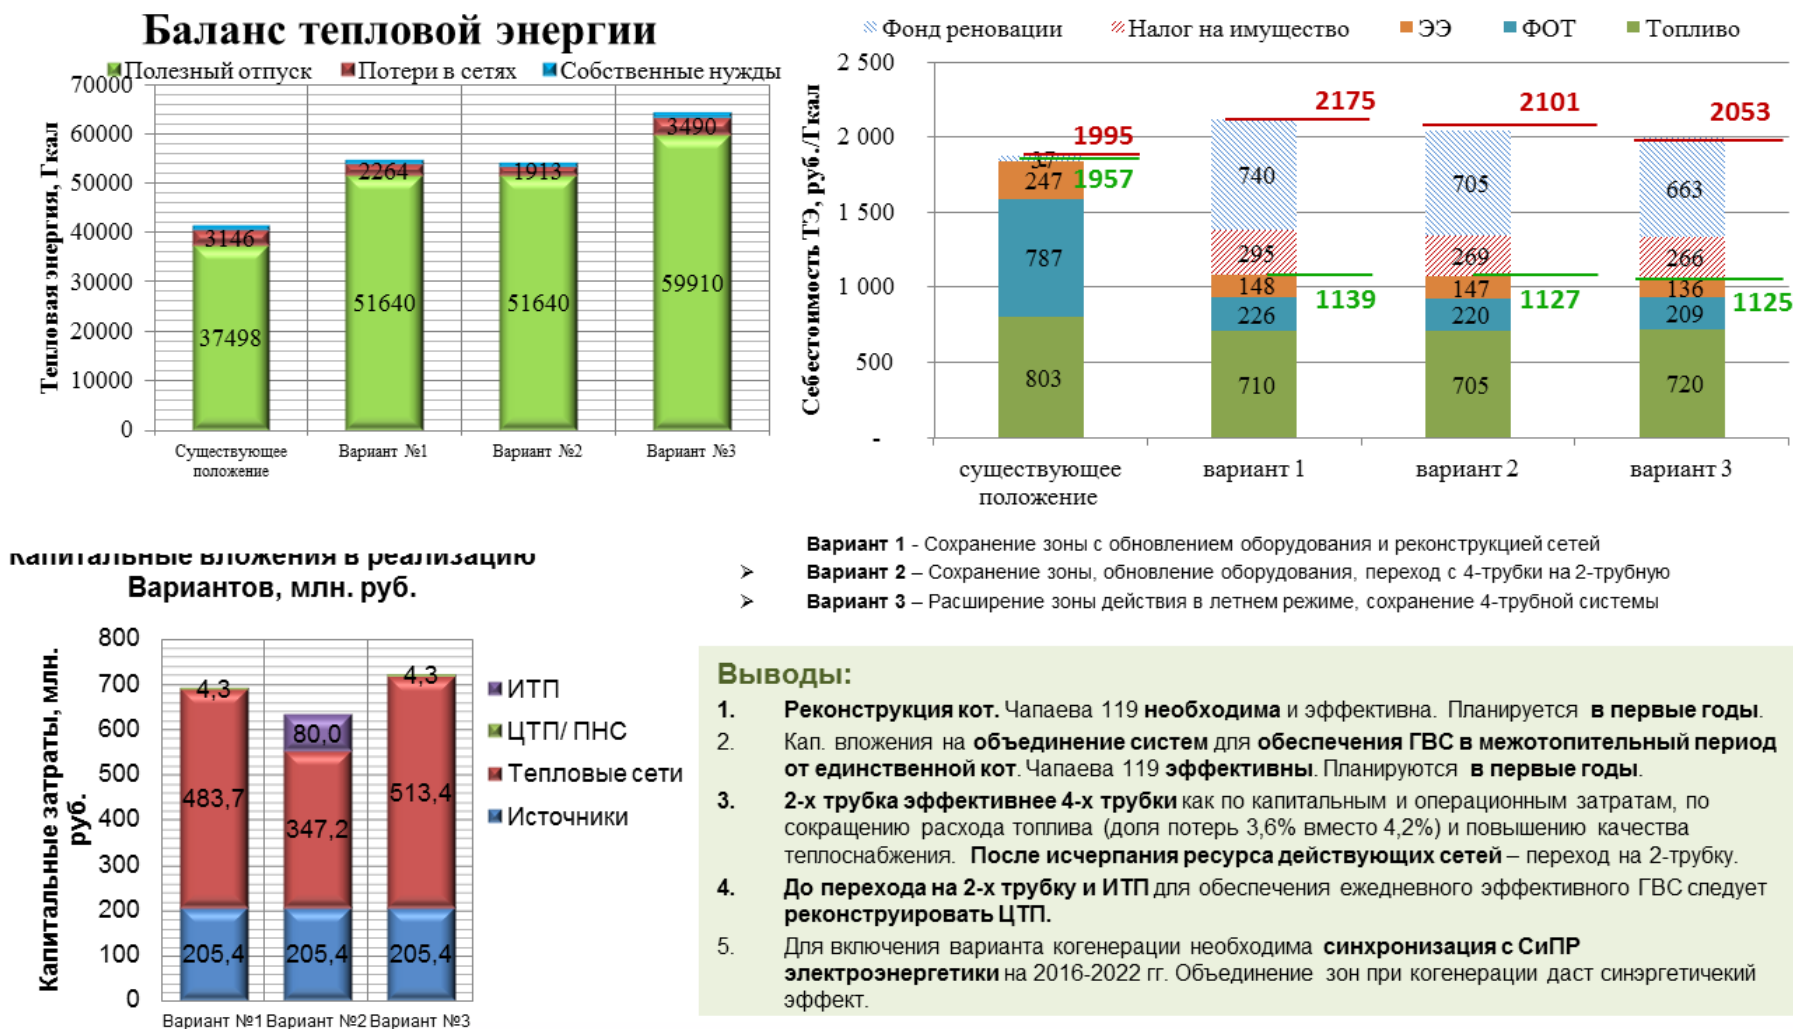 Баланс тепловой энергии
Полезный отпуск Потери в сетях Собственные нужды
Тепловая энергия, Гкал
70000
60000
50000
40000
30000
20000
10000
0
3146
37498
2264
51640
1913
51640
3490
59910
Существующее положение
Вариант №1
Вариант №2
Вариант №3
Фонд реновации Налог на имущество ЭЭ ФОТ Топливо
Себестоимость ТЭ, руб./Гкал
2 500
2 000
1 500
1 000
500
-
1995
37
1957
247
787
803
2175
740
295
148
1139
226
710
2101
705
269
147
1127
220
705
2053
663
266
136
1125
209
720
существующее положение
вариант 1
вариант 2
вариант 3
Капитальные вложения в реализацию
Вариантов, млн. руб.
Капитальные затраты, млн.
руб.
800
700
600
500
400
300
200
100
0
4,3
483,7
205,4
80,0
347,2
205,4
4,3
513,4
205,4
Вариант №1 Вариант №2 Вариант №3
ИТП
ЦТП/ ПНС
Тепловые сети
Источники
Вариант 1 - Сохранение зоны с обновлением оборудования и реконструкцией сетей
➢ Вариант 2 – Сохранение зоны, обновление оборудования, переход с 4-трубки на 2-трубную
➢ Вариант 3 – Расширение зоны действия в летнем режиме, сохранение 4-трубной системы
Выводы:
1. Реконструкция кот. Чапаева 119 необходима и эффективна. Планируется в первые годы.
2. Кап. вложения на объединение систем для обеспечения ГВС в межотопительный период
от единственной кот. Чапаева 119 эффективны. Планируются в первые годы.
3. 2-х трубка эффективнее 4-х трубки как по капитальным и операционным затратам, по
сокращению расхода топлива (доля потерь 3,6% вместо 4,2%) и повышению качества
теплоснабжения. После исчерпания ресурса действующих сетей – переход на 2-трубку.
4. До перехода на 2-х трубку и ИТП для обеспечения ежедневного эффективного ГВС следует
реконструировать ЦТП.
5. Для включения варианта когенерации необходима синхронизация с СиПР
электроэнергетики на 2016-2022 гг. Объединение зон при когенерации даст синэргетичекий
эффект.